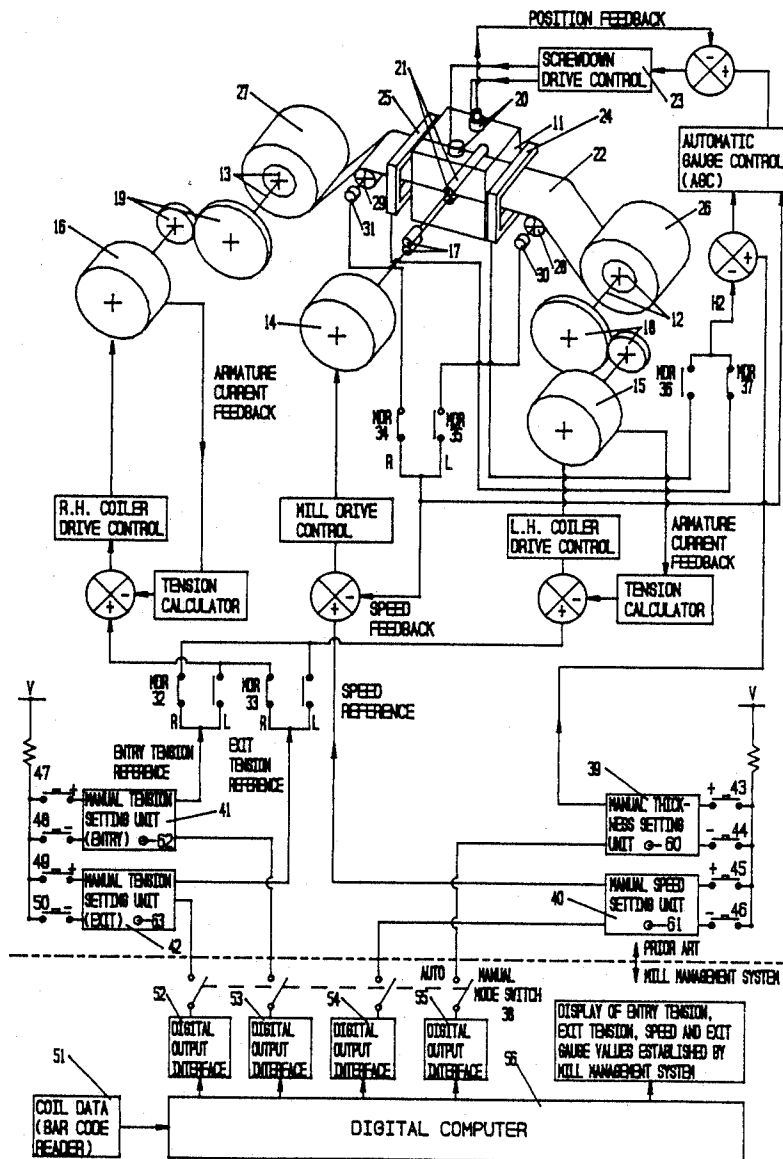 POSITION FEEDBACK
SCREWDOWN
DRIVE CONTROL
23
-
+
27
25
21
20
11
24
22
AUTOMATIC
GAUGE CONTROL
(AGC)
13
19
16
29
31
26
+
-
H2
17
28
30
14
12
18
15
MDR
36
MDR
37
ARMATURE
CURRENT
FEEDBACK
MDR
34
MDR
35
R
L
R.H. COILER
DRIVE CONTROL
MILL DRIVE
CONTROL
L.H. COILER
DRIVE CONTROL
ARMATURE
CURRENT
FEEDBACK
-
+
TENSION
CALCULATOR
-
+
SPEED
FEEDBACK
-
+
TENSION
CALCULATOR
V
MDR
32
MDR
33
R
L
R
L
SPEED
REFERENCE
V
ENTRY TENSION
REFERENCE
EXIT
TENSION
REFERENCE
47
+
48
-
MANUAL TENSION
SETTING UNIT
(ENTRY)
62
41
49
+
50
-
MANUAL TENSION
SETTING UNIT
(EXIT)
63
42
39
MANUAL THICK-
NESS SETTING
UNIT
60
+
43
-
44
40
MANUAL SPEED
SETTING UNIT
61
+
45
-
46
PRIOR ART
MILL MANAGEMENT SYSTEM
AUTO
MANUAL
MODE SWITCH
38
52
53
54
55
DIGITAL
OUTPUT
INTERFACE
DIGITAL
OUTPUT
INTERFACE
DIGITAL
OUTPUT
INTERFACE
DIGITAL
OUTPUT
INTERFACE
DISPLAY OF ENTRY TENSION,
EXIT TENSION, SPEED AND EXIT
GAUGE VALUES ESTABLISHED BY
MILL MANAGEMENT SYSTEM
51
56
COIL DATA
(BAR CODE
READER)
DIGITAL COMPUTER